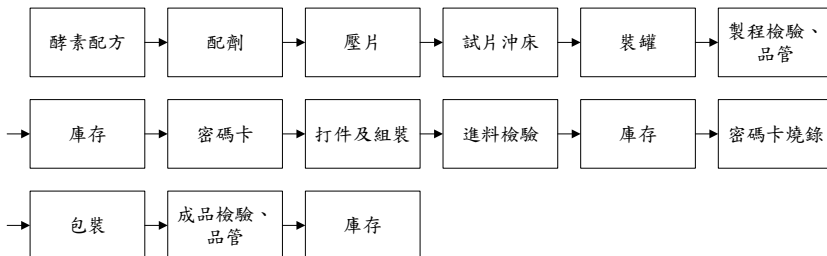 酵素配方
配劑
壓片
試片沖床
裝罐
製程檢驗、
品管
庫存
密碼卡
打件及組裝
進料檢驗
庫存
密碼卡燒錄
包裝
成品檢驗、
品管
庫存